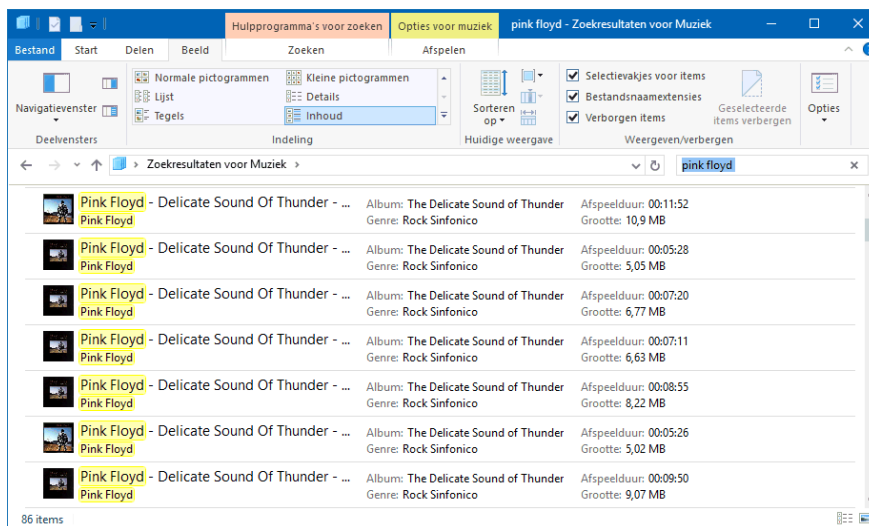 Hulpprogramma's voor zoeken Opties voor muziek pink floyd - Zoekresultaten voor Muziek
Bestand Start Delen Beeld Zoeken Afspelen
Navigatievenster
Normale pictogrammen Kleine pictogrammen
Lijst Details
Tegels Inhoud
Sorteren op
Selectievakjes voor items
Bestandsnaamextensies
Verborgen items
Geselecteerde items verbergen
Opties
Deelvensters Indeling Huidige weergave Weergeven/verbergen
Zoekresultaten voor Muziek pink floyd
Pink Floyd - Delicate Sound Of Thunder - ... Album: The Delicate Sound of Thunder Afspeelduur: 00:11:52
Pink Floyd Genre: Rock Sinfonico Grootte: 10,9 MB
Pink Floyd - Delicate Sound Of Thunder - ... Album: The Delicate Sound of Thunder Afspeelduur: 00:05:28
Pink Floyd Genre: Rock Sinfonico Grootte: 5,05 MB
Pink Floyd - Delicate Sound Of Thunder - ... Album: The Delicate Sound of Thunder Afspeelduur: 00:07:20
Pink Floyd Genre: Rock Sinfonico Grootte: 6,77 MB
Pink Floyd - Delicate Sound Of Thunder - ... Album: The Delicate Sound of Thunder Afspeelduur: 00:07:11
Pink Floyd Genre: Rock Sinfonico Grootte: 6,63 MB
Pink Floyd - Delicate Sound Of Thunder - ... Album: The Delicate Sound of Thunder Afspeelduur: 00:08:55
Pink Floyd Genre: Rock Sinfonico Grootte: 8,22 MB
Pink Floyd - Delicate Sound Of Thunder - ... Album: The Delicate Sound of Thunder Afspeelduur: 00:05:26
Pink Floyd Genre: Rock Sinfonico Grootte: 5,02 MB
Pink Floyd - Delicate Sound Of Thunder - ... Album: The Delicate Sound of Thunder Afspeelduur: 00:09:50
Pink Floyd Genre: Rock Sinfonico Grootte: 9,07 MB
86 items